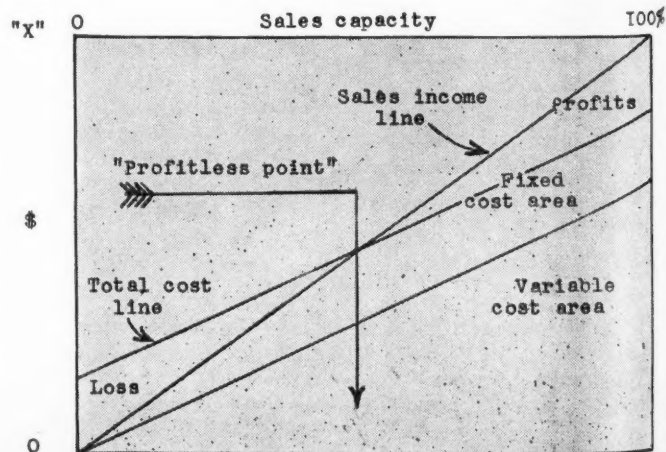 "X"
0
Sales capacity
100%
Sales income
line
Profits
"Profitless point"
Fixed
cost area
$
Total cost
line
Variable
cost area
Loss
0